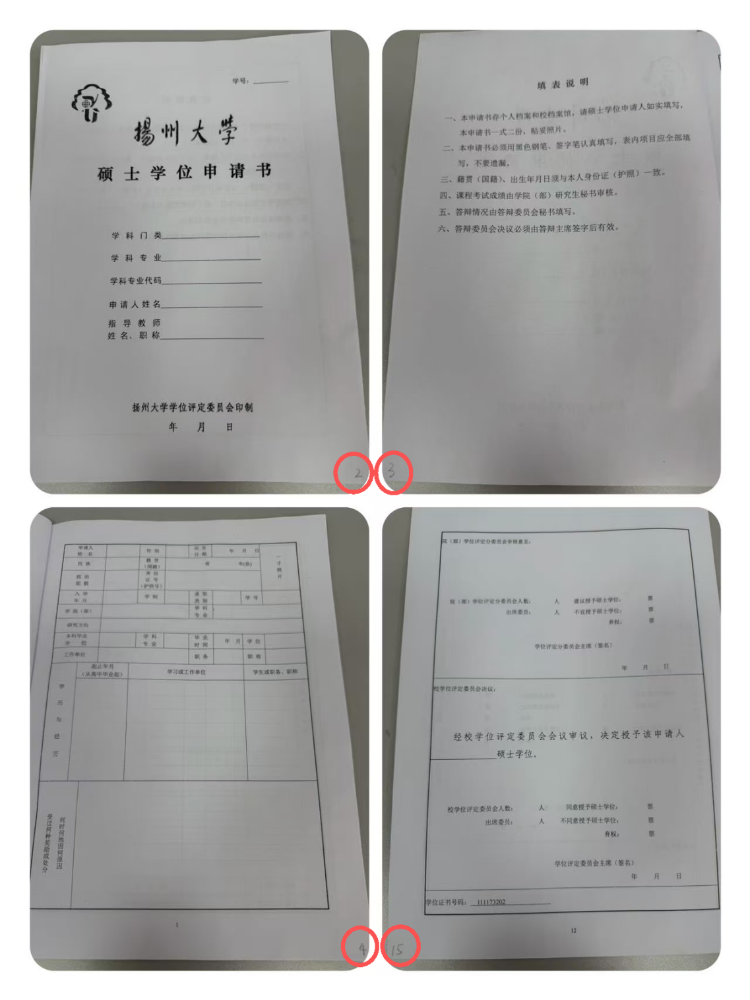 学号：
揚州大学
硕士学位申请书
学科门类
学科专业
学科专业代码
申请人姓名
指导教师
姓名、职称
扬州大学学位评定委员会印制
年 月 日
2
填表说明
一、本申请书存个人档案和校档案馆，请硕士学位申请人如实填写，
本申请书一式二份，贴妥照片。
二、本申请书必须用黑色钢笔、签字笔认真填写，表内项目应全部填
写，不要遗漏。
三、籍贯（国籍）、出生年月日须与本人身份证（护照）一致。
四、课程考试成绩由学院（部）研究生秘书审核。
五、答辩情况由答辩委员会秘书填写。
六、答辩委员会决议必须由答辩主席签字后有效。
3
申请人姓名 性别 出生日期 年 月 日 一寸照片
民族 籍贯（国籍） 省 市(县)
政治面貌 身份证号（护照号）
入学年月 学制 录取类别 学号
学院（部） 学科专业
研究方向
本科毕业学校 学科专业 毕业时间 年 月 学位
工作单位 职务 职称
学历与经历 起止年月（从高中毕业起） 学习或工作单位 学生或职务、职称
何时何地因何原因受过何种奖励或处分
1
4
院（部）学位评定分委员会审核意见：
院（部）学位评定分委员会人数： 人 建议授予硕士学位： 票
出席委员： 人 不宜授予硕士学位： 票
弃权： 票
学位评定分委员会主席（签名）
年 月 日
校学位评定委员会决议：
经校学位评定委员会会议审议，决定授予该申请人
硕士学位。
校学位评定委员会人数： 人 同意授予硕士学位： 票
出席委员： 人 不同意授予硕士学位： 票
弃权： 票
学位评定委员会主席（签名）
年 月 日
学位证书号码： 111173202
12
15